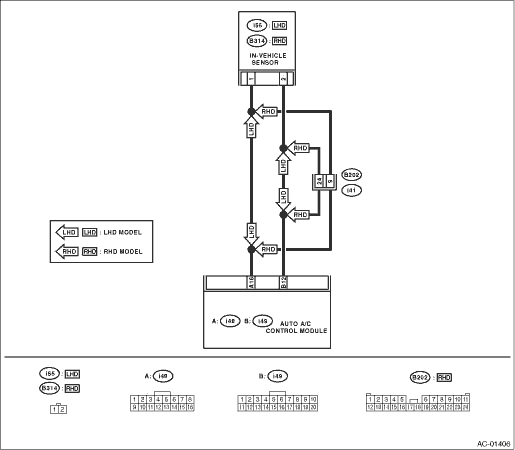 i56 : LHD
B314 : RHD
IN-VEHICLE
SENSOR
1 2
RHD
LHD
RHD
LHD
24 9
B202
i41
LHD
RHD
LHD
RHD
LHD LHD : LHD MODEL
RHD RHD : RHD MODEL
A16 B12
A: i48 B: i49 AUTO A/C
CONTROL MODULE
i56 : LHD
B314 : RHD
1 2
A: i48
1 2 3 4 5 6 7 8
9 10 11 12 13 14 15 16
B: i49
1 2 3 4 5 6 7 8 9 10
11 12 13 14 15 16 17 18 19 20
B202 : RHD
1 2 3 4 5 6 7 8 9 10 11
12 13 14 15 16 17 18 19 20 21 22 23 24
AC-01406